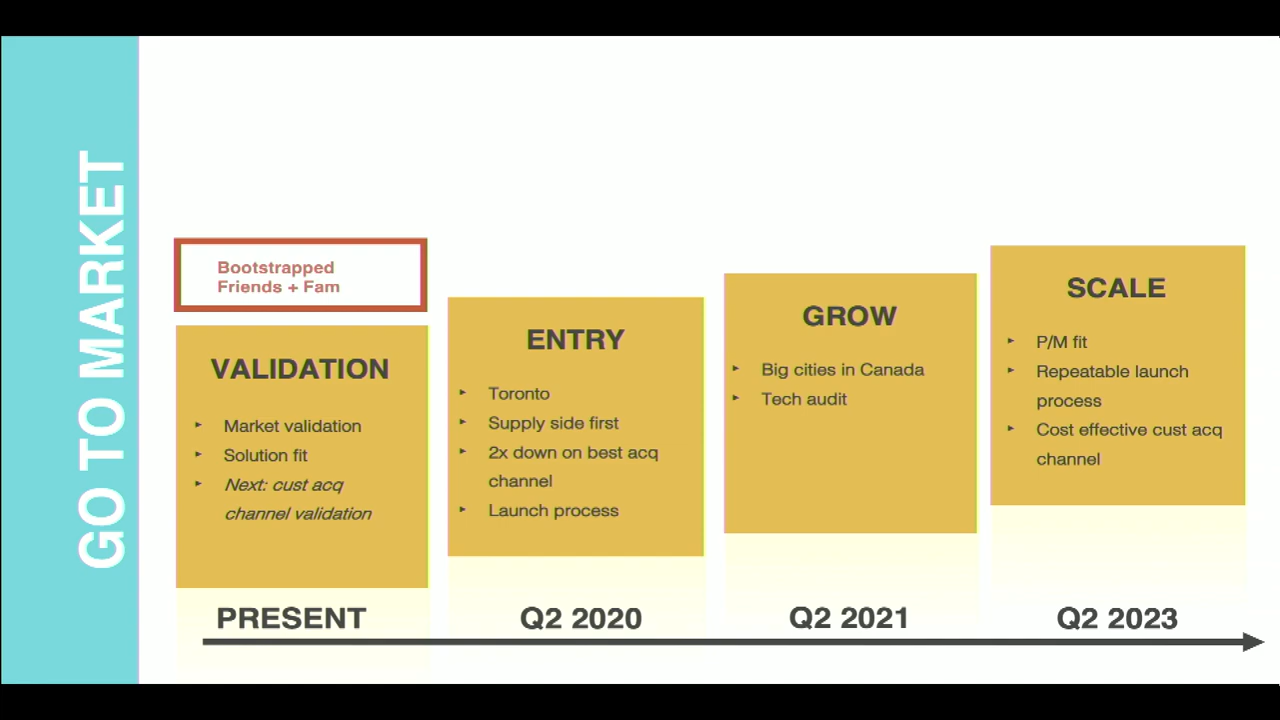 GO TO MARKET
Bootstrapped
Friends + Fam
VALIDATION
‣ Market validation
‣ Solution fit
‣ Next: cust acq
channel validation
PRESENT
ENTRY
‣ Toronto
‣ Supply side first
‣ 2x down on best acq
channel
‣ Launch process
Q2 2020
GROW
‣ Big cities in Canada
‣ Tech audit
Q2 2021
SCALE
‣ P/M fit
‣ Repeatable launch
process
‣ Cost effective cust acq
channel
Q2 2023